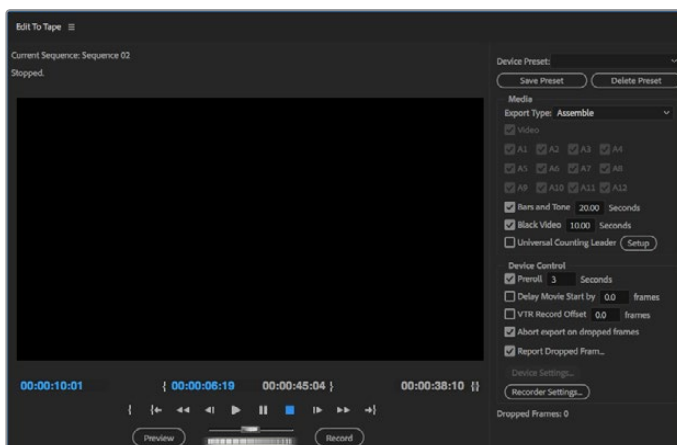 Edit To Tape
Current Sequence: Sequence 02
Stopped.
00:00:10:01
{ 00:00:06:19
00:00:45:04 }
00:00:38:10 {}
Preview
Record
Device Preset:
Save Preset
Delete Preset
Media
Export Type: Assemble
Video
A1 A2 A3 A4
A5 A6 A7 A8
A9 A10 A11 A12
Bars and Tone 20.00 Seconds
Black Video 10.00 Seconds
Universal Counting Leader Setup
Device Control
Preroll 3 Seconds
Delay Movie Start by 0.0 frames
VTR Record Offset 0.0 frames
Abort export on dropped frames
Report Dropped Fram...
Device Settings...
Recorder Settings...
Dropped Frames: 0